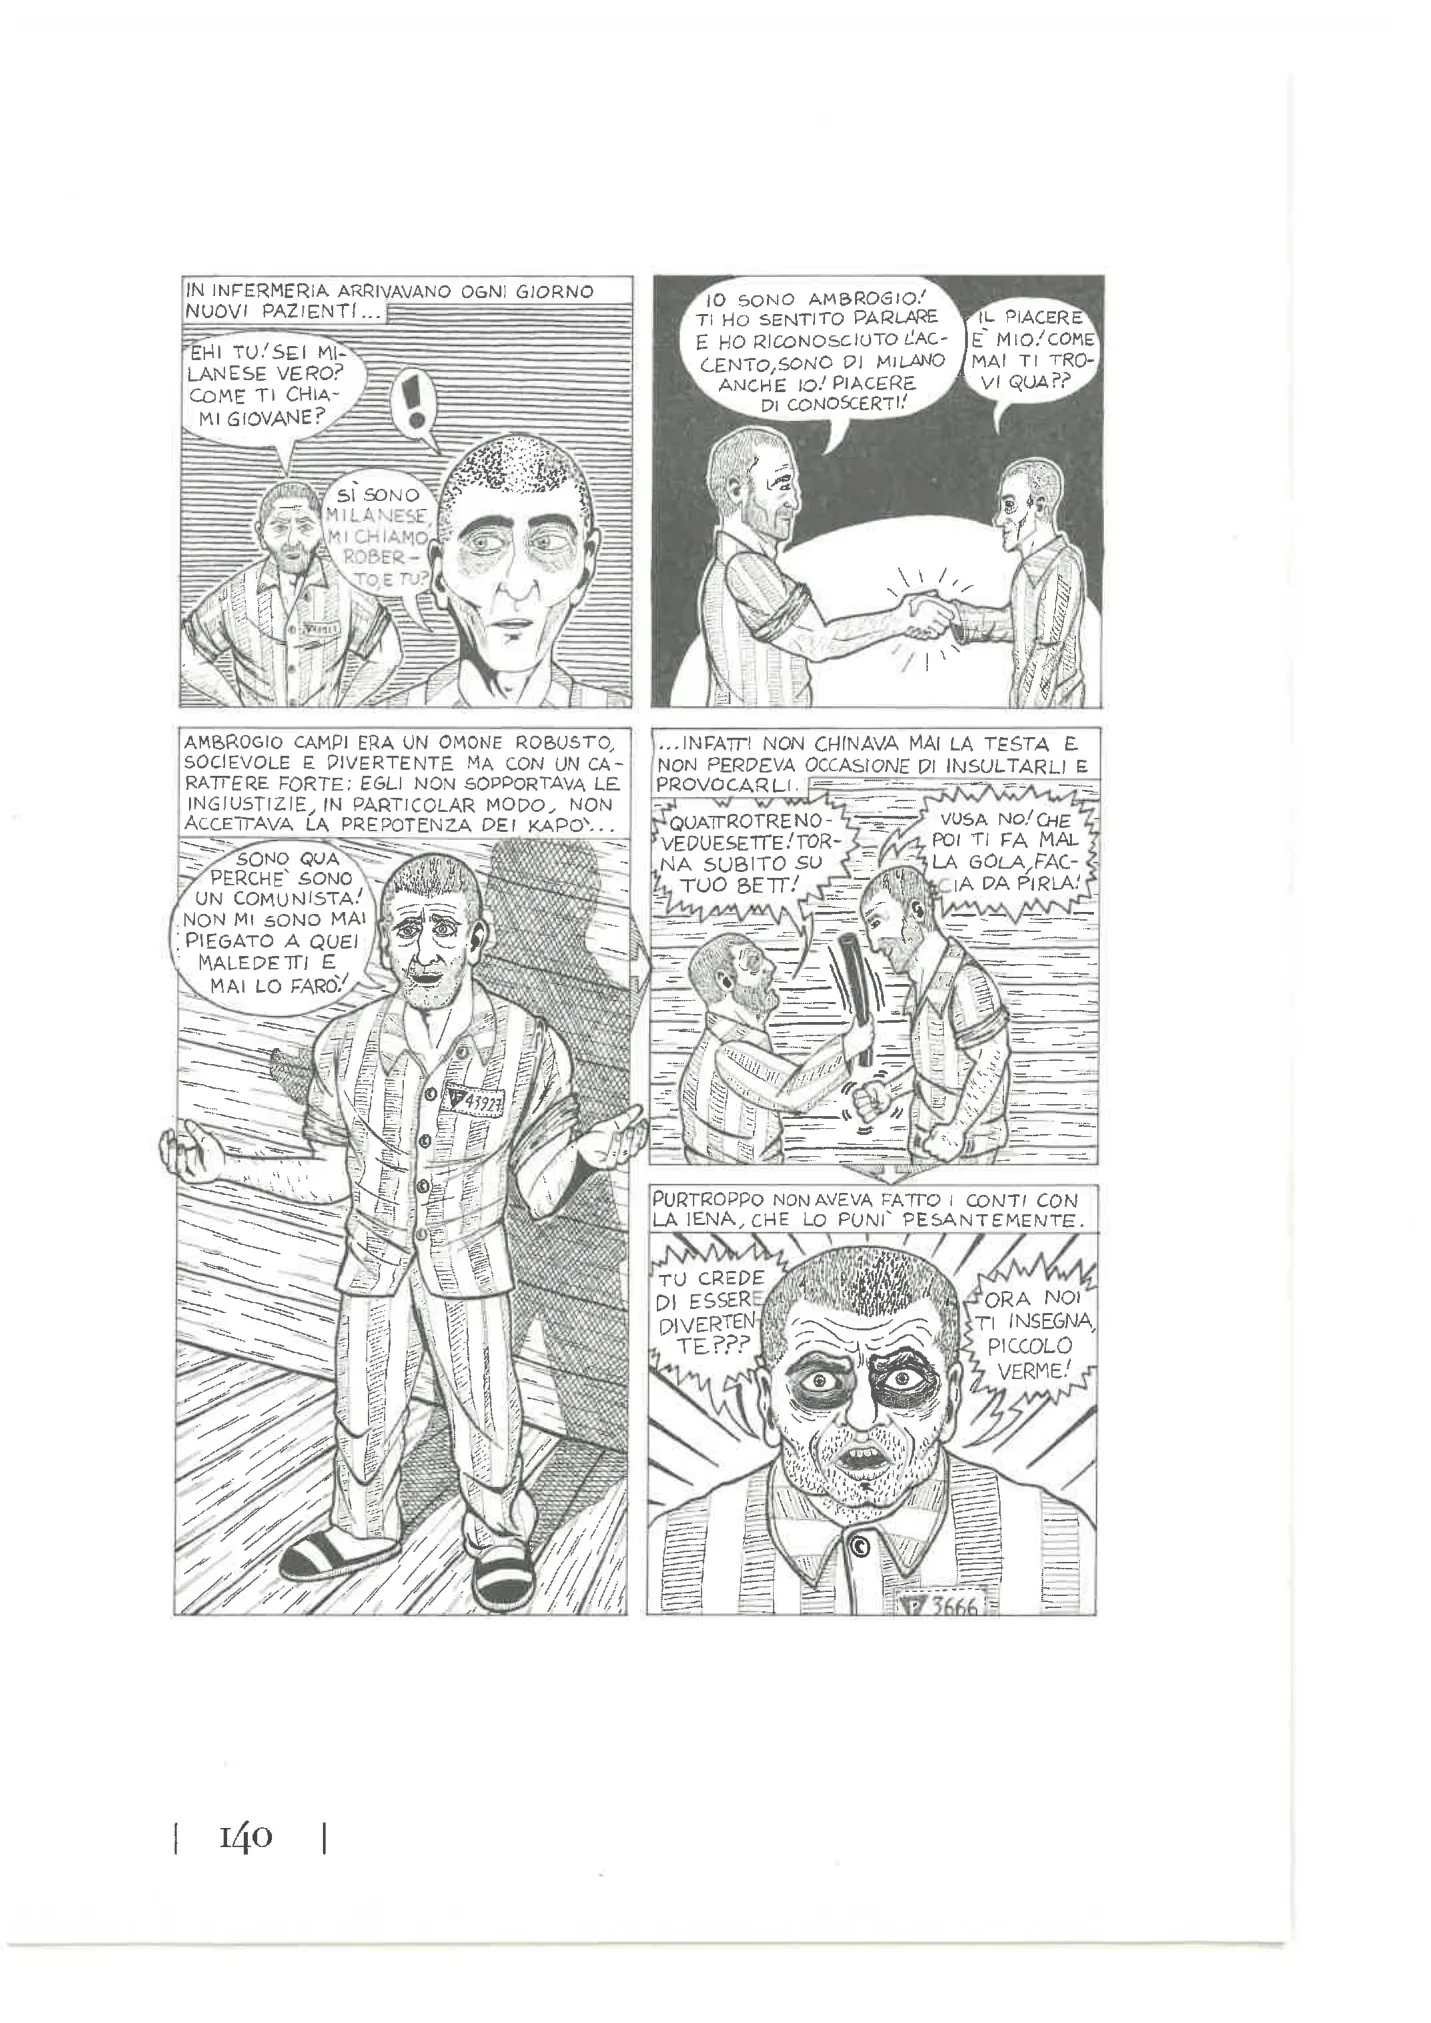 IN INFERMERIA ARRIVAVANO OGNI GIORNO
NUOVI PAZIENTI...
EHI TU! SEI MI-
LANESE VERO?
COME TI CHIA-
MI GIOVANE?
!
SÌ SONO
MILANESE,
MI CHIAMO
ROBER-
TO, E TU?
43927
IO SONO AMBROGIO!
TI HO SENTITO PARLARE
E HO RICONOSCIUTO L'AC-
CENTO, SONO DI MILANO
ANCHE IO! PIACERE
DI CONOSCERTI!
IL PIACERE
È MIO! COME
MAI TI TRO-
VI QUA??
AMBROGIO CAMPI ERA UN OMONE ROBUSTO,
SOCIEVOLE E DIVERTENTE MA CON UN CA-
RATTERE FORTE; EGLI NON SOPPORTAVA LE
INGIUSTIZIE, IN PARTICOLAR MODO, NON
ACCETTAVA LA PREPOTENZA DEI KAPÒ...
SONO QUA
PERCHÈ SONO
UN COMUNISTA!
NON MI SONO MAI
PIEGATO A QUEI
MALEDETTI E
MAI LO FARÒ!
43927
...INFATTI NON CHINAVA MAI LA TESTA E
NON PERDEVA OCCASIONE DI INSULTARLI E
PROVOCARLI.
QUATTROTRENO-
VEDUESETTE! TOR-
NA SUBITO SU
TUO BETT!
VUSA NO! CHE
POI TI FA MAL
LA GOLA, FAC-
CIA DA PIRLA!
PURTROPPO NON AVEVA FATTO I CONTI CON
LA IENA, CHE LO PUNÌ PESANTEMENTE.
TU CREDE
DI ESSERE
DIVERTEN-
TE???
ORA NOI
TI INSEGNA,
PICCOLO
VERME!
P 3666
| 140 |